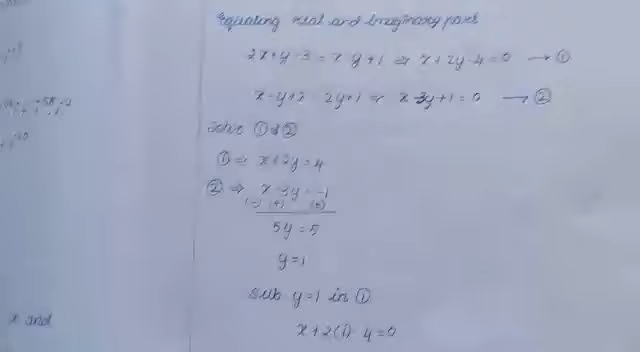 Equating real and Imaginary parts
2x+y-3 = x-y+1 ⇒ x+2y-4=0 → ①
x-y+2 = 2y+1 ⇒ x-3y+1=0 → ②
Solve ① & ②
① ⇒ x+2y = 4
② ⇒ x-3y = -1
(-) (+) (+)
5y = 5
y=1
Sub y=1 in ①
x+2(1)-4=0
x and